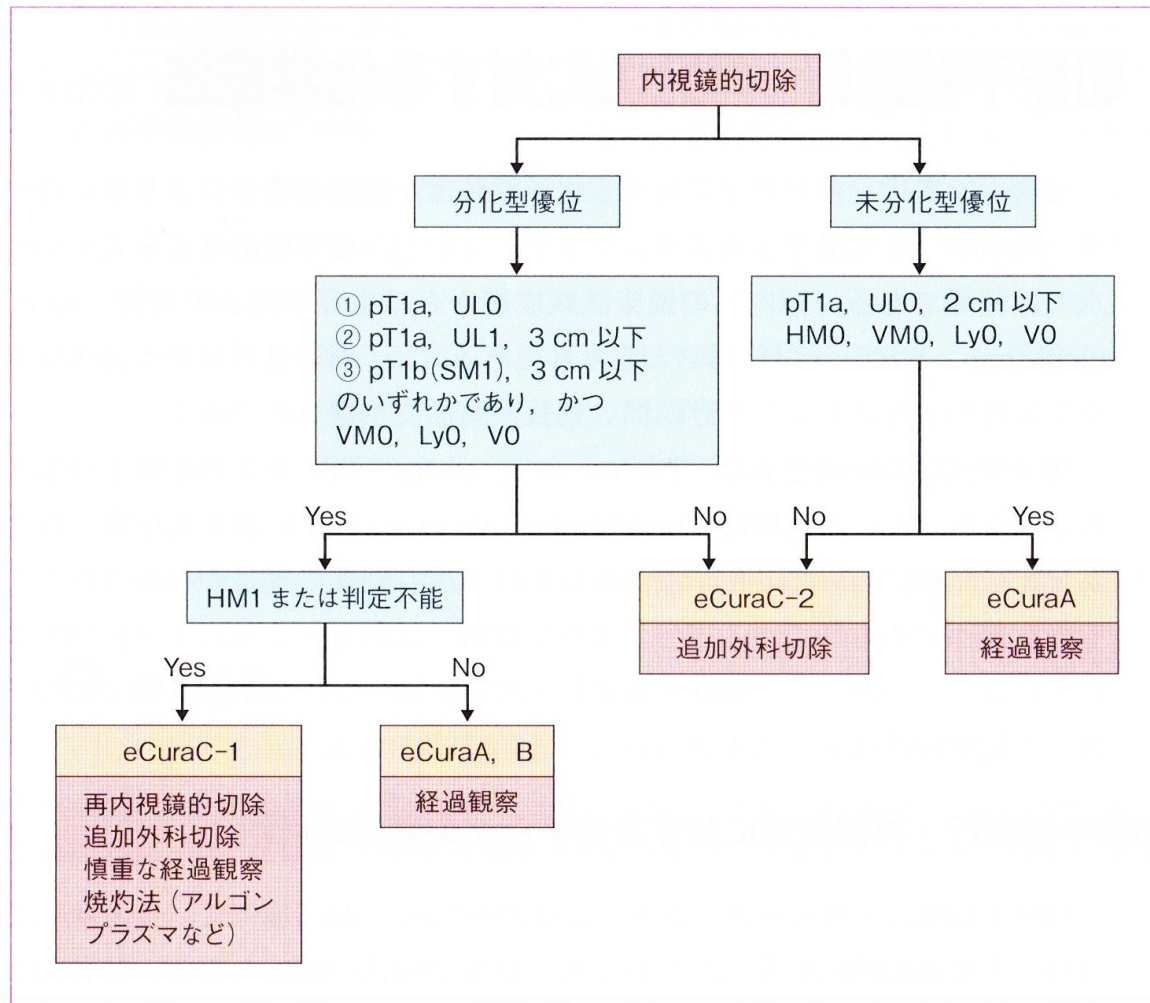 内視鏡的切除
分化型優位
未分化型優位
① pT1a, UL0
② pT1a, UL1, 3 cm 以下
③ pT1b(SM1), 3 cm 以下
のいずれかであり,かつ
VM0, Ly0, V0
pT1a, UL0, 2 cm 以下
HM0, VM0, Ly0, V0
Yes
No
No
Yes
HM1 または判定不能
eCuraC-2
追加外科切除
eCuraA
経過観察
Yes
No
eCuraC-1
再内視鏡的切除
追加外科切除
慎重な経過観察
焼灼法(アルゴン
プラズマなど)
eCuraA, B
経過観察